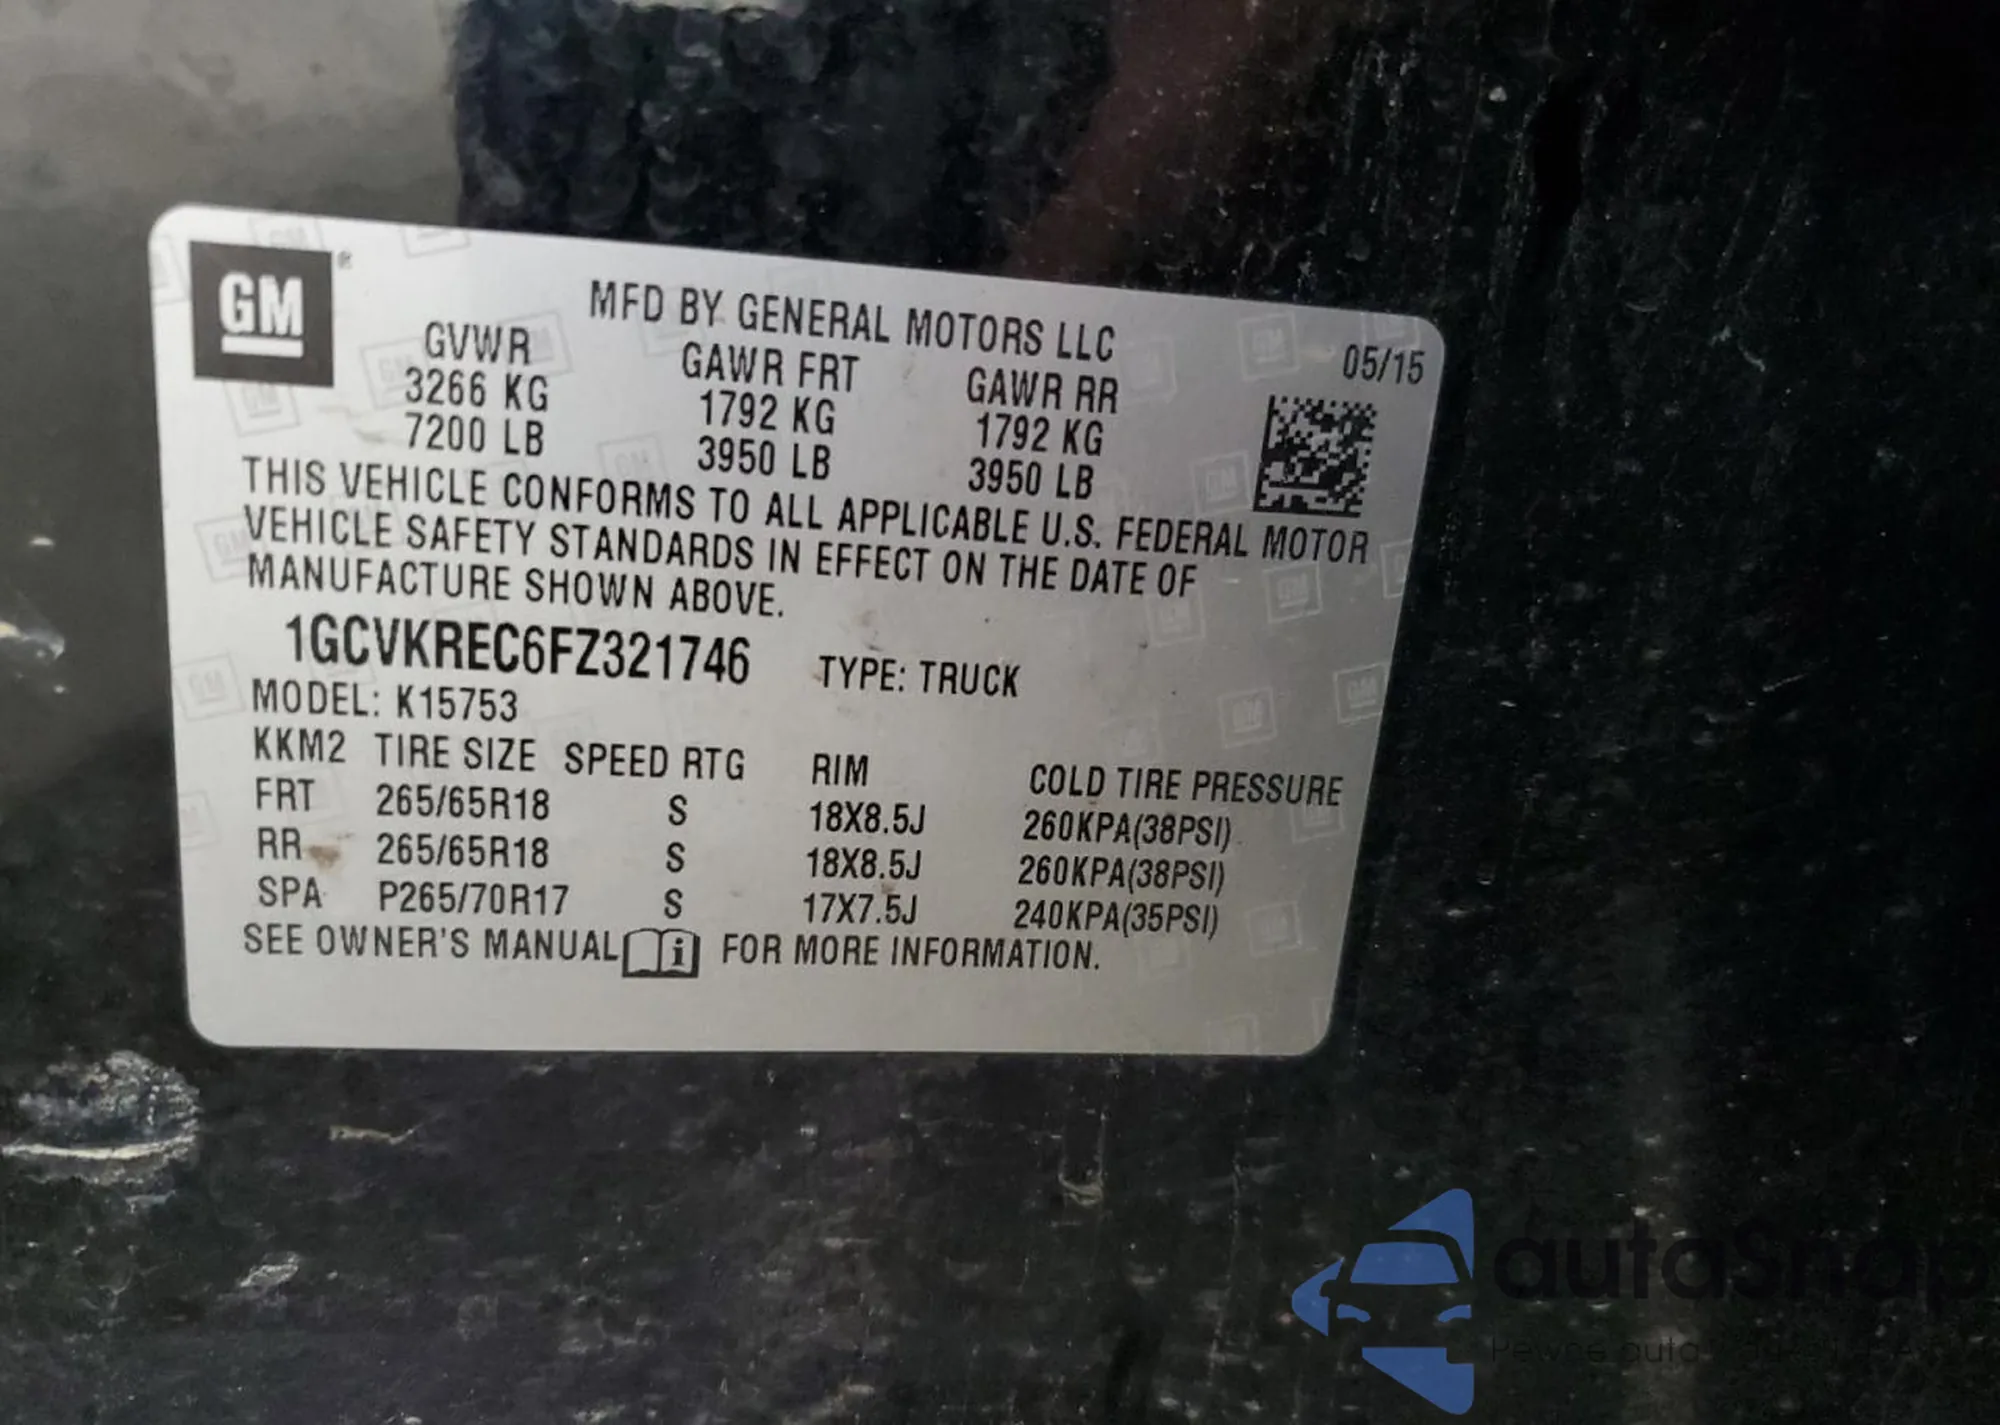 GM®
MFD BY GENERAL MOTORS LLC
05/15
GVWR GAWR FRT GAWR RR
3266 KG 1792 KG 1792 KG
7200 LB 3950 LB 3950 LB
THIS VEHICLE CONFORMS TO ALL APPLICABLE U.S. FEDERAL MOTOR
VEHICLE SAFETY STANDARDS IN EFFECT ON THE DATE OF
MANUFACTURE SHOWN ABOVE.
1GCVKREC6FZ321746 TYPE: TRUCK
MODEL: K15753
KKM2 TIRE SIZE SPEED RTG RIM COLD TIRE PRESSURE
FRT 265/65R18 S 18X8.5J 260KPA(38PSI)
RR 265/65R18 S 18X8.5J 260KPA(38PSI)
SPA P265/70R17 S 17X7.5J 240KPA(35PSI)
SEE OWNER'S MANUAL FOR MORE INFORMATION.
autasnap
Pewne auta